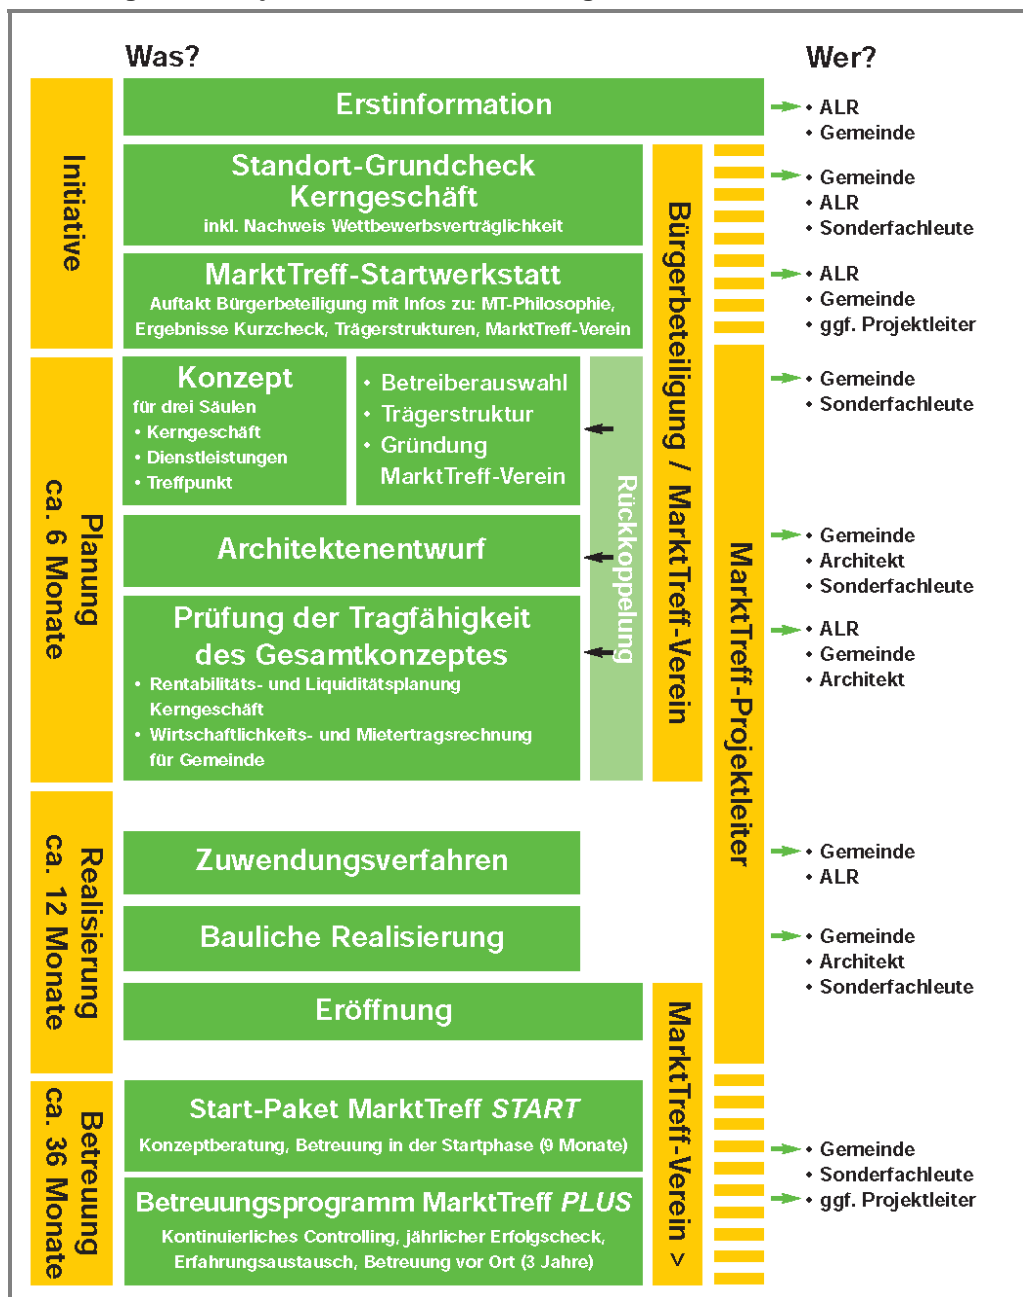 Was?
Wer?
Initiative
Erstinformation
• ALR
• Gemeinde
Standort-Grundcheck
Kerngeschäft
inkl. Nachweis Wettbewerbsverträglichkeit
• Gemeinde
• ALR
• Sonderfachleute
MarktTreff-Startwerkstatt
Auftakt Bürgerbeteiligung mit Infos zu: MT-Philosophie,
Ergebnisse Kurzcheck, Trägerstrukturen, MarktTreff-Verein
• ALR
• Gemeinde
• ggf. Projektleiter
Bürgerbeteiligung / MarktTreff-Verein
MarktTreff-Projektleiter
Planung
ca. 6 Monate
Konzept
für drei Säulen
• Kerngeschäft
• Dienstleistungen
• Treffpunkt
• Betreiberauswahl
• Trägerstruktur
• Gründung
MarktTreff-Verein
Rückkoppelung
• Gemeinde
• Sonderfachleute
Architektenentwurf
• Gemeinde
• Architekt
• Sonderfachleute
Prüfung der Tragfähigkeit
des Gesamtkonzeptes
• Rentabilitäts- und Liquiditätsplanung
Kerngeschäft
• Wirtschaftlichkeits- und Mietertragsrechnung
für Gemeinde
• ALR
• Gemeinde
• Architekt
Realisierung
ca. 12 Monate
Zuwendungsverfahren
• Gemeinde
• ALR
Bauliche Realisierung
• Gemeinde
• Architekt
• Sonderfachleute
Eröffnung
MarktTreff-Verein >
Betreuung
ca. 36 Monate
Start-Paket MarktTreff START
Konzeptberatung, Betreuung in der Startphase (9 Monate)
• Gemeinde
• Sonderfachleute
• ggf. Projektleiter
Betreuungsprogramm MarktTreff PLUS
Kontinuierliches Controlling, jährlicher Erfolgscheck,
Erfahrungsaustausch, Betreuung vor Ort (3 Jahre)